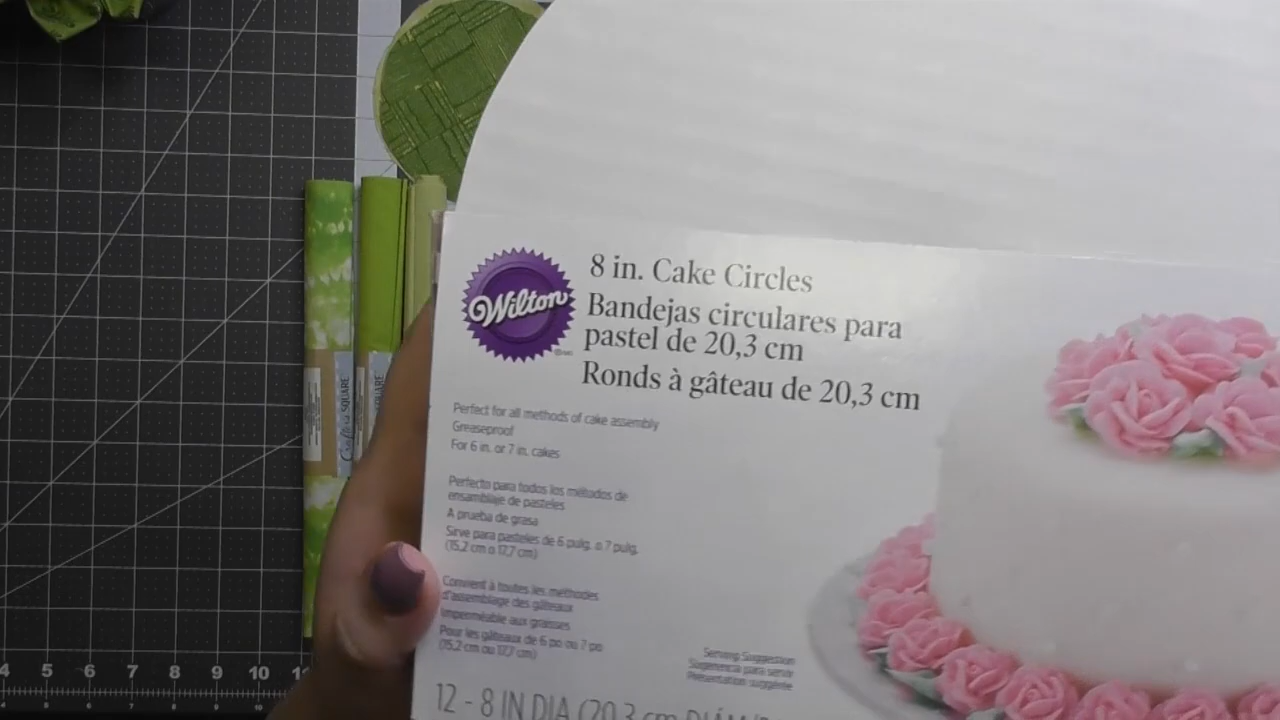 Wilton
8 in. Cake Circles
Bandejas circulares para
pastel de 20,3 cm
Ronds à gâteau de 20,3 cm
Perfect for all methods of cake assembly
Greaseproof
For 6 in. or 7 in. cakes
Perfecto para todos los métodos de
ensamblaje de pasteles
A prueba de grasa
Sirve para pasteles de 6 pulg. o 7 pulg.
(15,2 cm o 17,7 cm)
Convient à toutes les méthodes
d'assemblage des gâteaux
Imperméable aux graisses
Pour les gâteaux de 6 po ou 7 po
(15,2 cm ou 17,7 cm)
Serving Suggestion
Sugerencia para servir
Présentation suggérée
12 - 8 IN DIA (20.3 cm
SQUARE
4 5 6 7 8 9 10